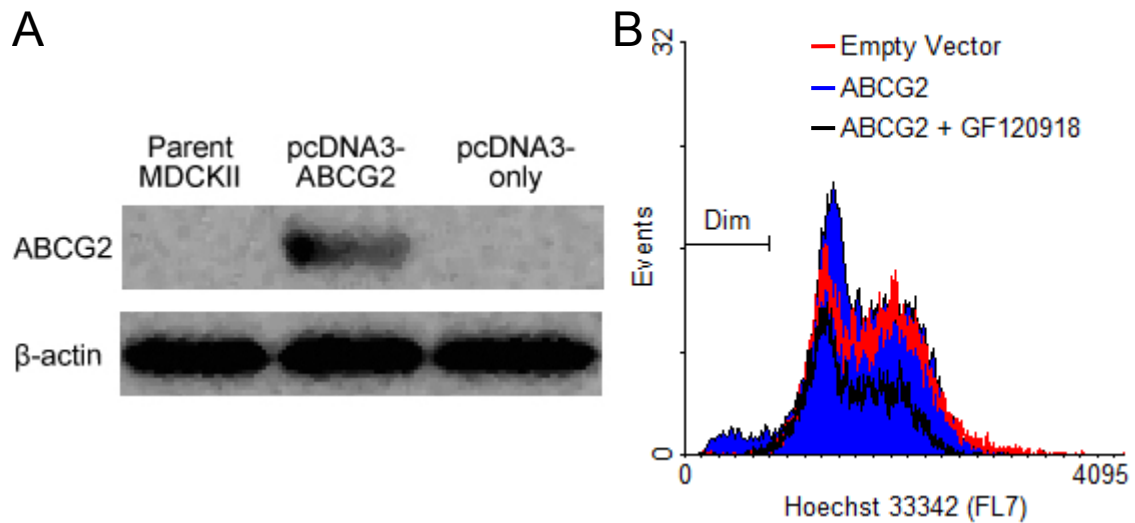 A
Parent
MDCKII
pcDNA3-
ABCG2
pcDNA3-
only
ABCG2
β-actin
B
32
Empty Vector
ABCG2
ABCG2 + GF120918
Dim
Events
0
0
4095
Hoechst 33342 (FL7)